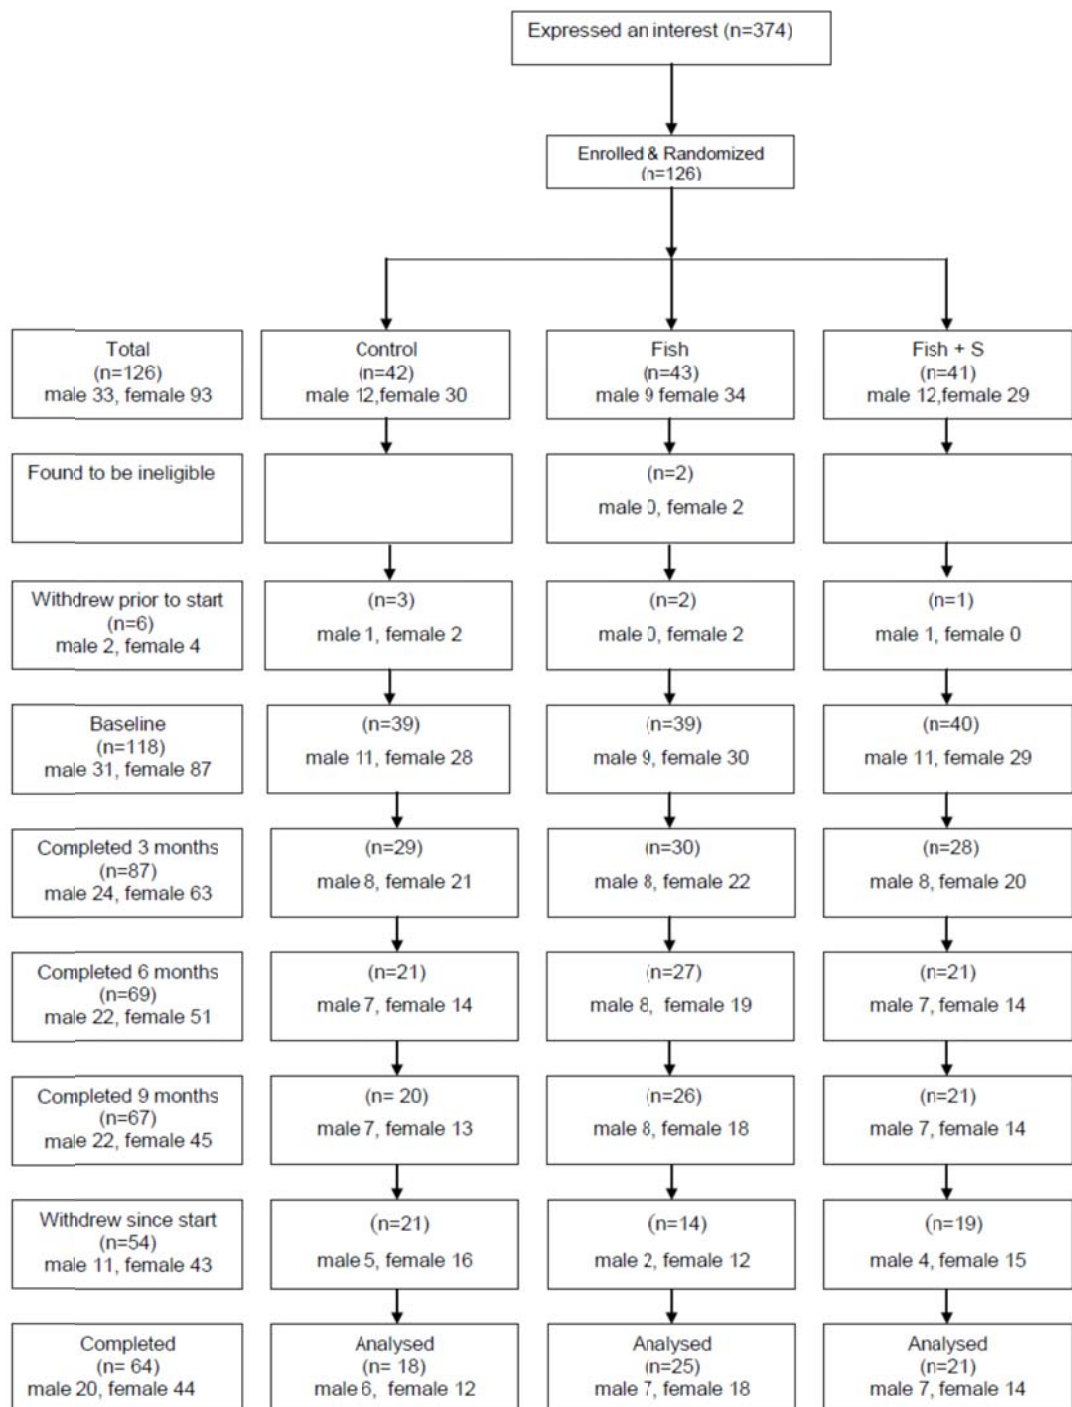 Expressed an interest (n=374)
Enrolled & Randomized
(n=126)
Total
(n=126)
male 33, female 93
Control
(n=42)
male 12,female 30
Fish
(n=43)
male 9 female 34
Fish + S
(n=41)
male 12,female 29
Found to be ineligible
(n=2)
male 0, female 2
Withdrew prior to start
(n=6)
male 2, female 4
(n=3)
male 1, female 2
(n=2)
male 0, female 2
(n=1)
male 1, female 0
Baseline
(n=118)
male 31, female 87
(n=39)
male 11, female 28
(n=39)
male 9, female 30
(n=40)
male 11, female 29
Completed 3 months
(n=87)
male 24, female 63
(n=29)
male 8, female 21
(n=30)
male 8, female 22
(n=28)
male 8, female 20
Completed 6 months
(n=69)
male 22, female 51
(n=21)
male 7, female 14
(n=27)
male 8, female 19
(n=21)
male 7, female 14
Completed 9 months
(n=67)
male 22, female 45
(n= 20)
male 7, female 13
(n=26)
male 8, female 18
(n=21)
male 7, female 14
Withdrew since start
(n=54)
male 11, female 43
(n=21)
male 5, female 16
(n=14)
male 2, female 12
(n=19)
male 4, female 15
Completed
(n= 64)
male 20, female 44
Analysed
(n= 18)
male 6, female 12
Analysed
(n=25)
male 7, female 18
Analysed
(n=21)
male 7, female 14